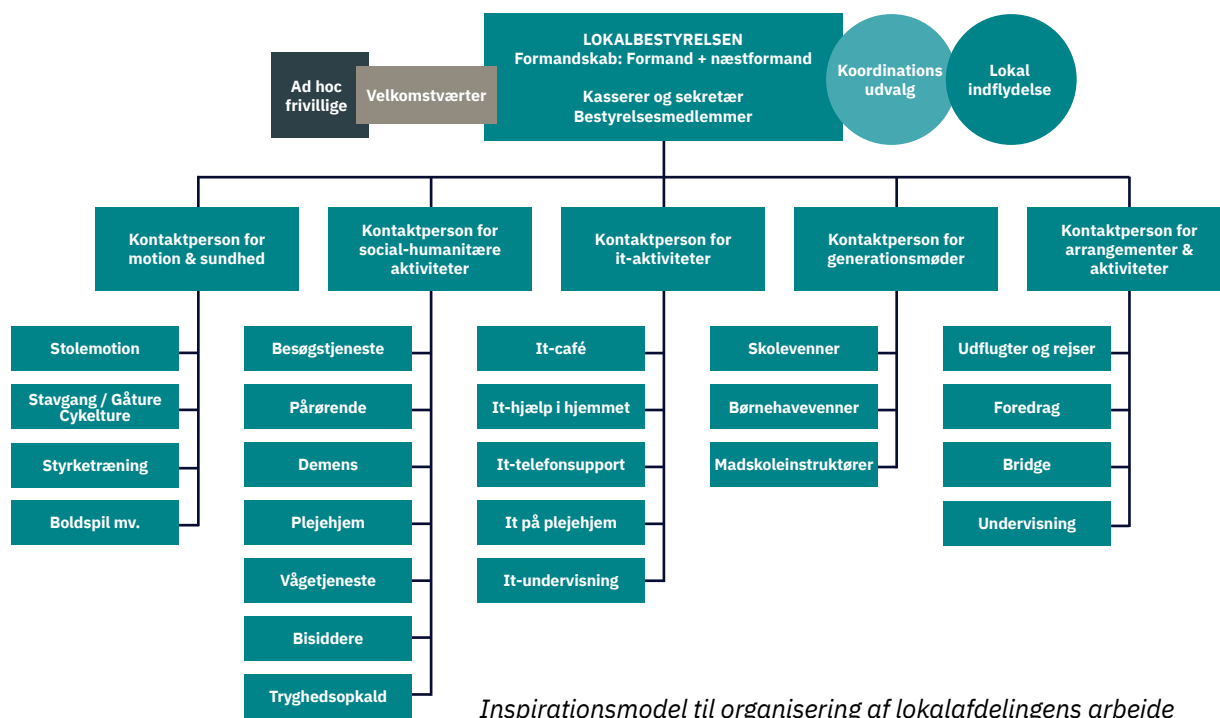 LOKALBESTYRELSEN
Formandskab: Formand + næstformand
Kasserer og sekretær
Bestyrelsesmedlemmer
Ad hoc
frivillige
Velkomstværter
Koordinations
udvalg
Lokal
indflydelse
Kontaktperson for
motion & sundhed
Stolemotion
Stavgang / Gåture
Cykelture
Styrketræning
Boldspil mv.
Kontaktperson for
social-humanitære
aktiviteter
Besøgstjeneste
Pårørende
Demens
Plejehjem
Vågetjeneste
Bisiddere
Tryghedsopkald
Kontaktperson for
it-aktiviteter
It-café
It-hjælp i hjemmet
It-telefonsupport
It på plejehjem
It-undervisning
Kontaktperson for
generationsmøder
Skolevenner
Børnehavevenner
Madskoleinstruktører
Kontaktperson for
arrangementer &
aktiviteter
Udflugter og rejser
Foredrag
Bridge
Undervisning
Inspirationsmodel til organisering af lokalafdelingens arbejde